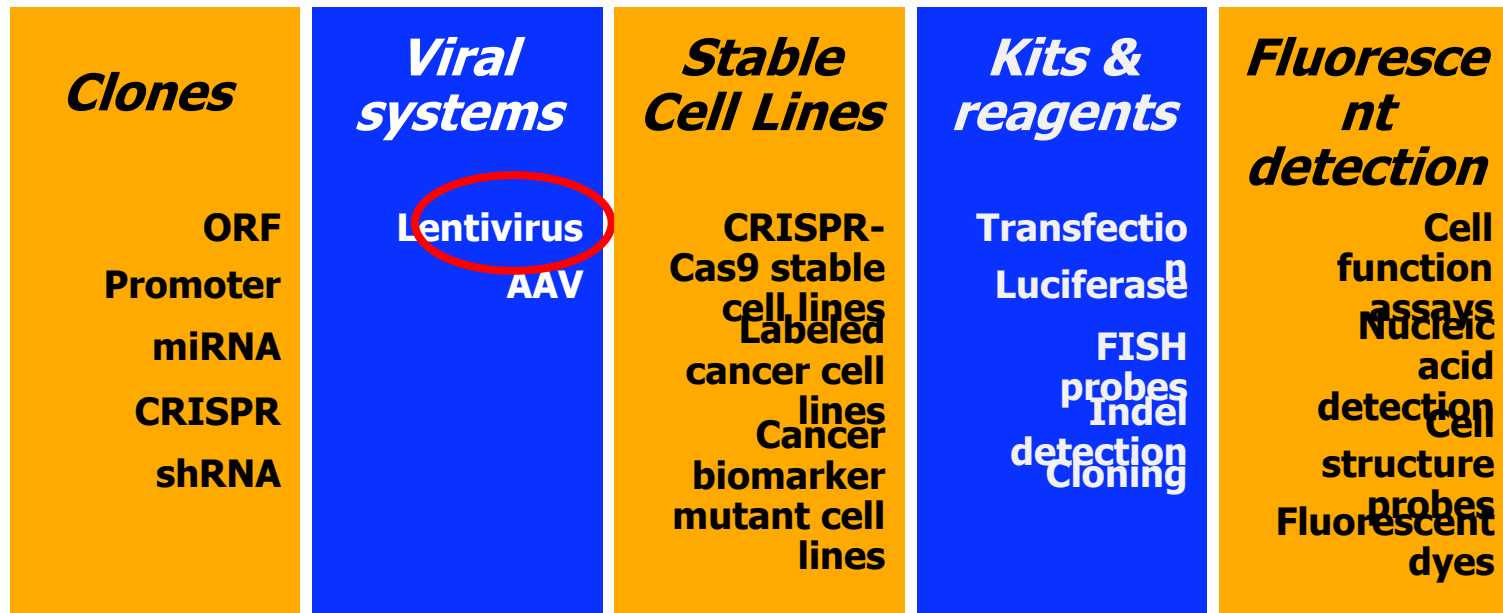 Clones
ORF
Promoter
miRNA
CRISPR
shRNA
Viral
systems
Lentivirus
AAV
Stable
Cell Lines
CRISPR-
Cas9 stable
cell lines
Labeled
cancer cell
lines
Cancer
biomarker
mutant cell
lines
Kits &
reagents
Transfectio
n
Luciferase
FISH
probes
Indel
detection
Cloning
Fluoresce
nt
detection
Cell
function
assays
Nucleic
acid
detection
Cell
structure
probes
Fluorescent
dyes